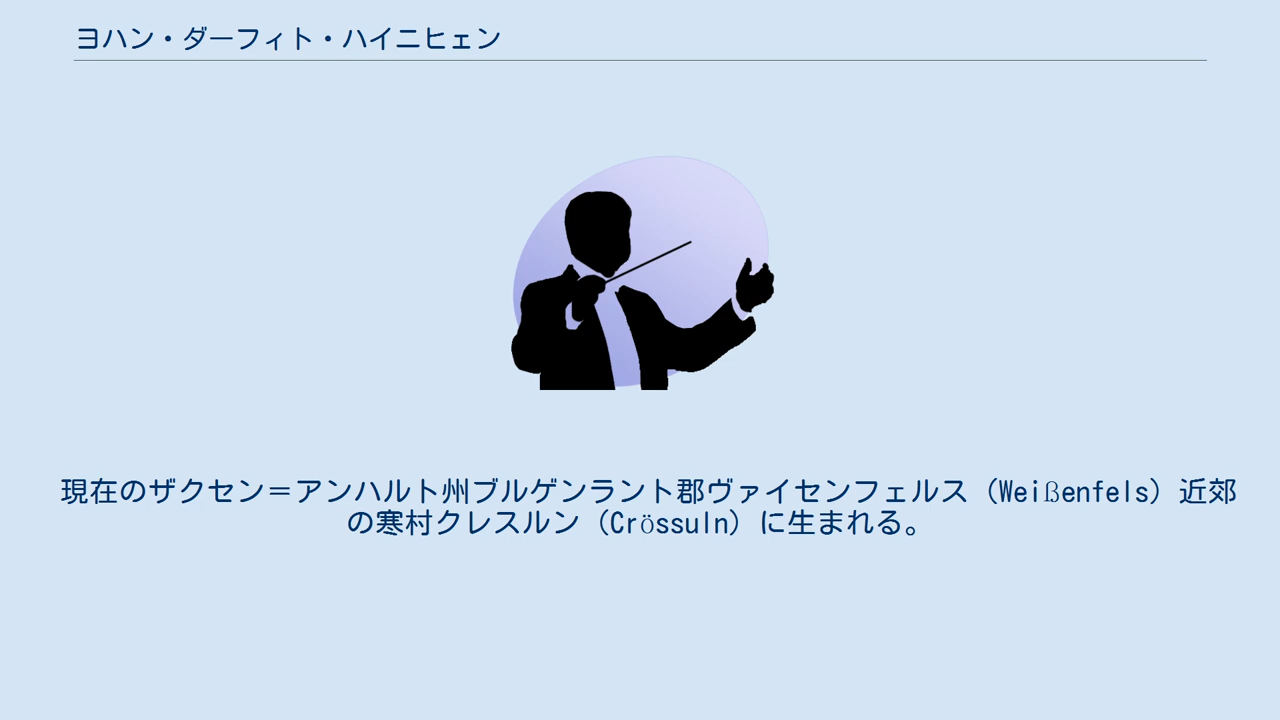 ヨハン・ダーフィト・ハイニヒェン
現在のザクセン＝アンハルト州ブルゲンラント郡ヴァイセンフェルス（Weißenfels）近郊
の寒村クレスルン（Crössuln）に生まれる。